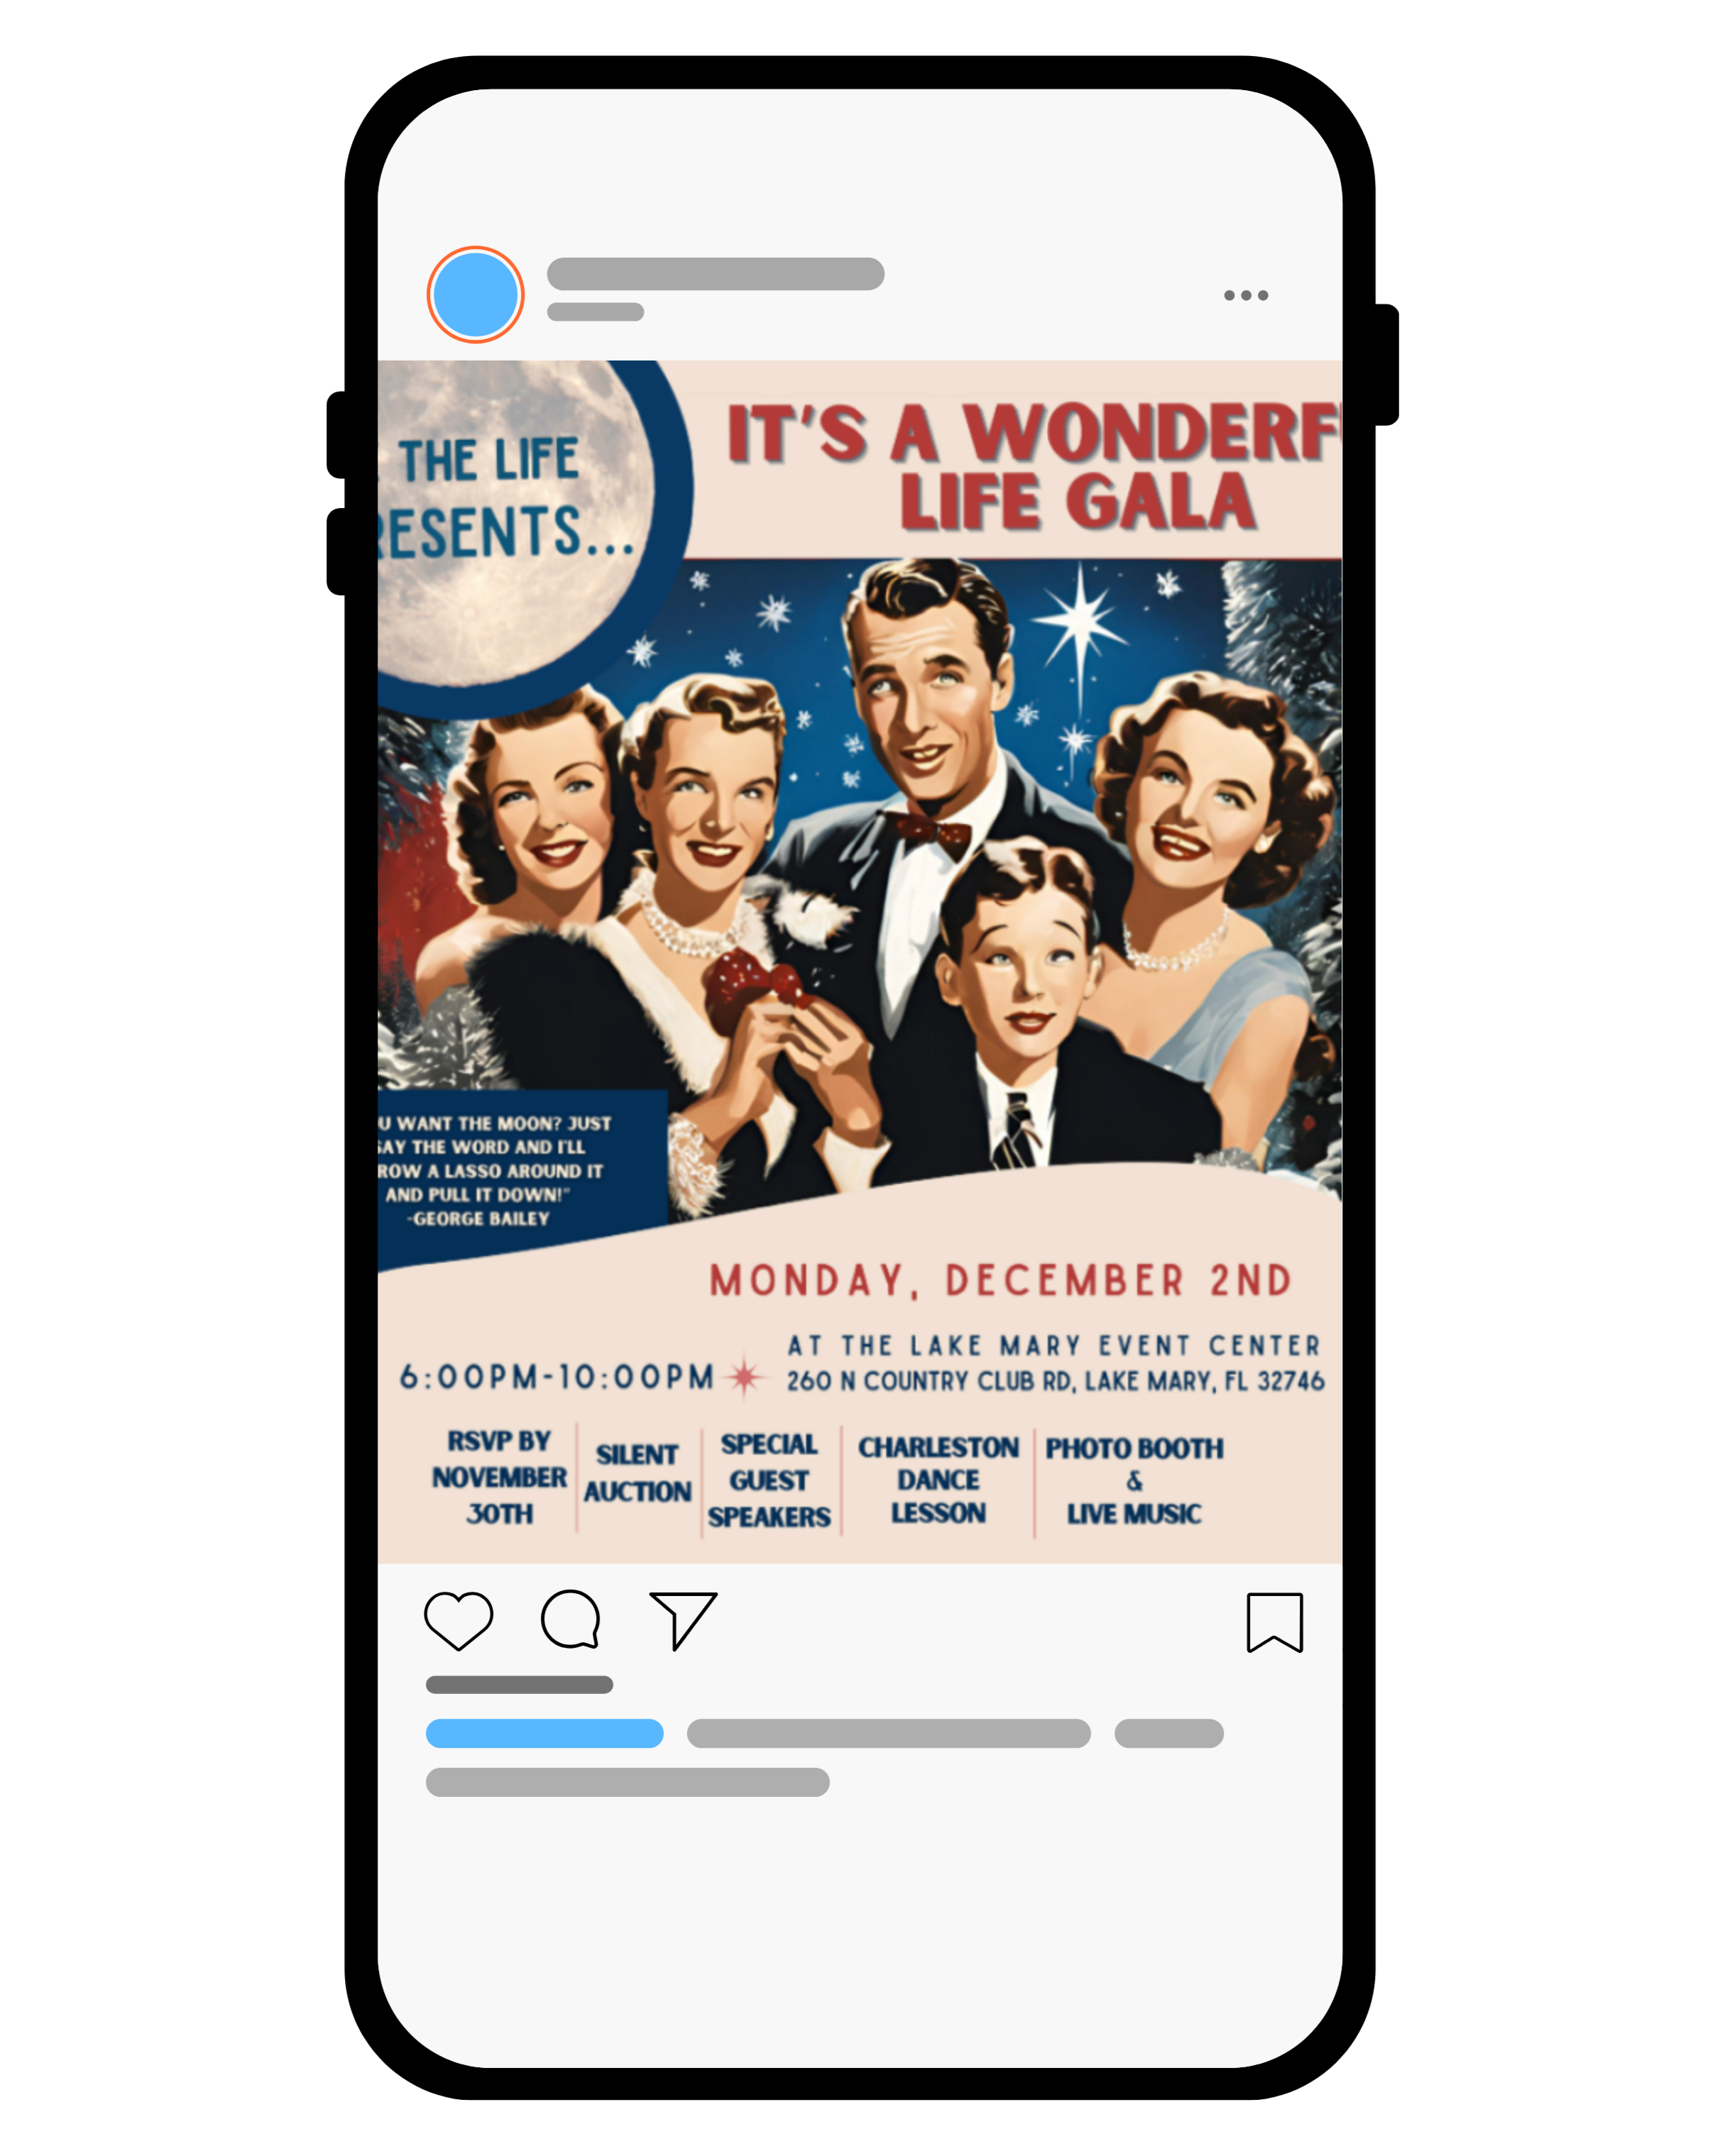 THE LIFE
RESENTS...
IT'S A WONDERF
LIFE GALA
U WANT THE MOON? JUST
SAY THE WORD AND I'LL
ROW A LASSO AROUND IT
AND PULL IT DOWN!"
-GEORGE BAILEY
MONDAY, DECEMBER 2ND
6:00PM-10:00PM
AT THE LAKE MARY EVENT CENTER
260 N COUNTRY CLUB RD, LAKE MARY, FL 32746
RSVP BY
NOVEMBER
30TH
SILENT
AUCTION
SPECIAL
GUEST
SPEAKERS
CHARLESTON
DANCE
LESSON
PHOTO BOOTH
&
LIVE MUSIC